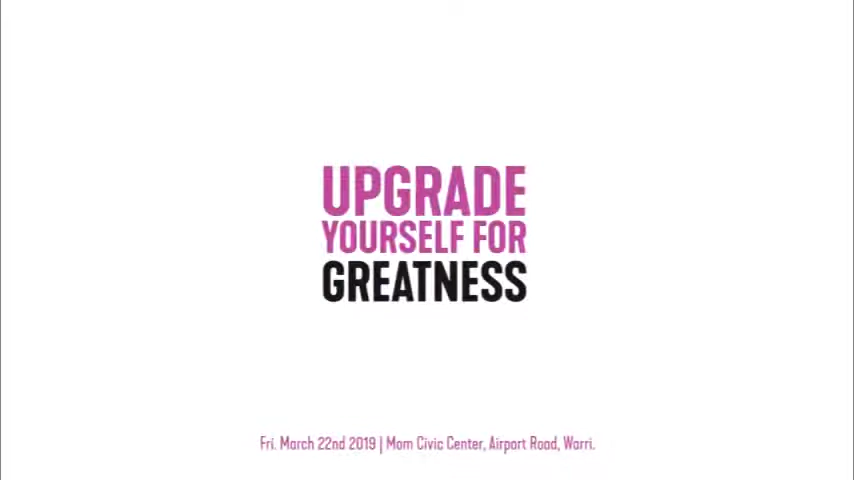 UPGRADE
YOURSELF FOR
GREATNESS
Fri. March 22nd 2019 | Mom Civic Center, Airport Road, Warri.